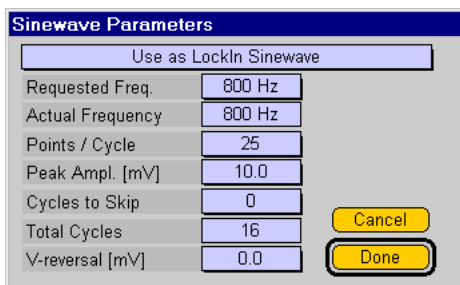 Sinewave Parameters
Use as LockIn Sinewave
Requested Freq. 800 Hz
Actual Frequency 800 Hz
Points / Cycle 25
Peak Ampl. [mV] 10.0
Cycles to Skip 0
Total Cycles 16
Cancel
V-reversal [mV] 0.0
Done